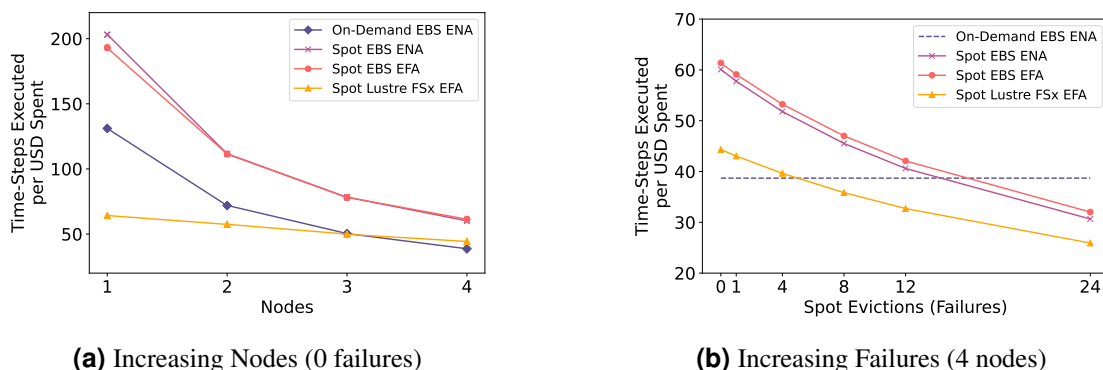 Time-Steps Executed
per USD Spent
200
150
100
50
1 2 3 4
Nodes
On-Demand EBS ENA
Spot EBS ENA
Spot EBS EFA
Spot Lustre FSx EFA
(a) Increasing Nodes (0 failures)
Time-Steps Executed
per USD Spent
70
60
50
40
30
20
0 1 4 8 12 24
Spot Evictions (Failures)
On-Demand EBS ENA
Spot EBS ENA
Spot EBS EFA
Spot Lustre FSx EFA
(b) Increasing Failures (4 nodes)